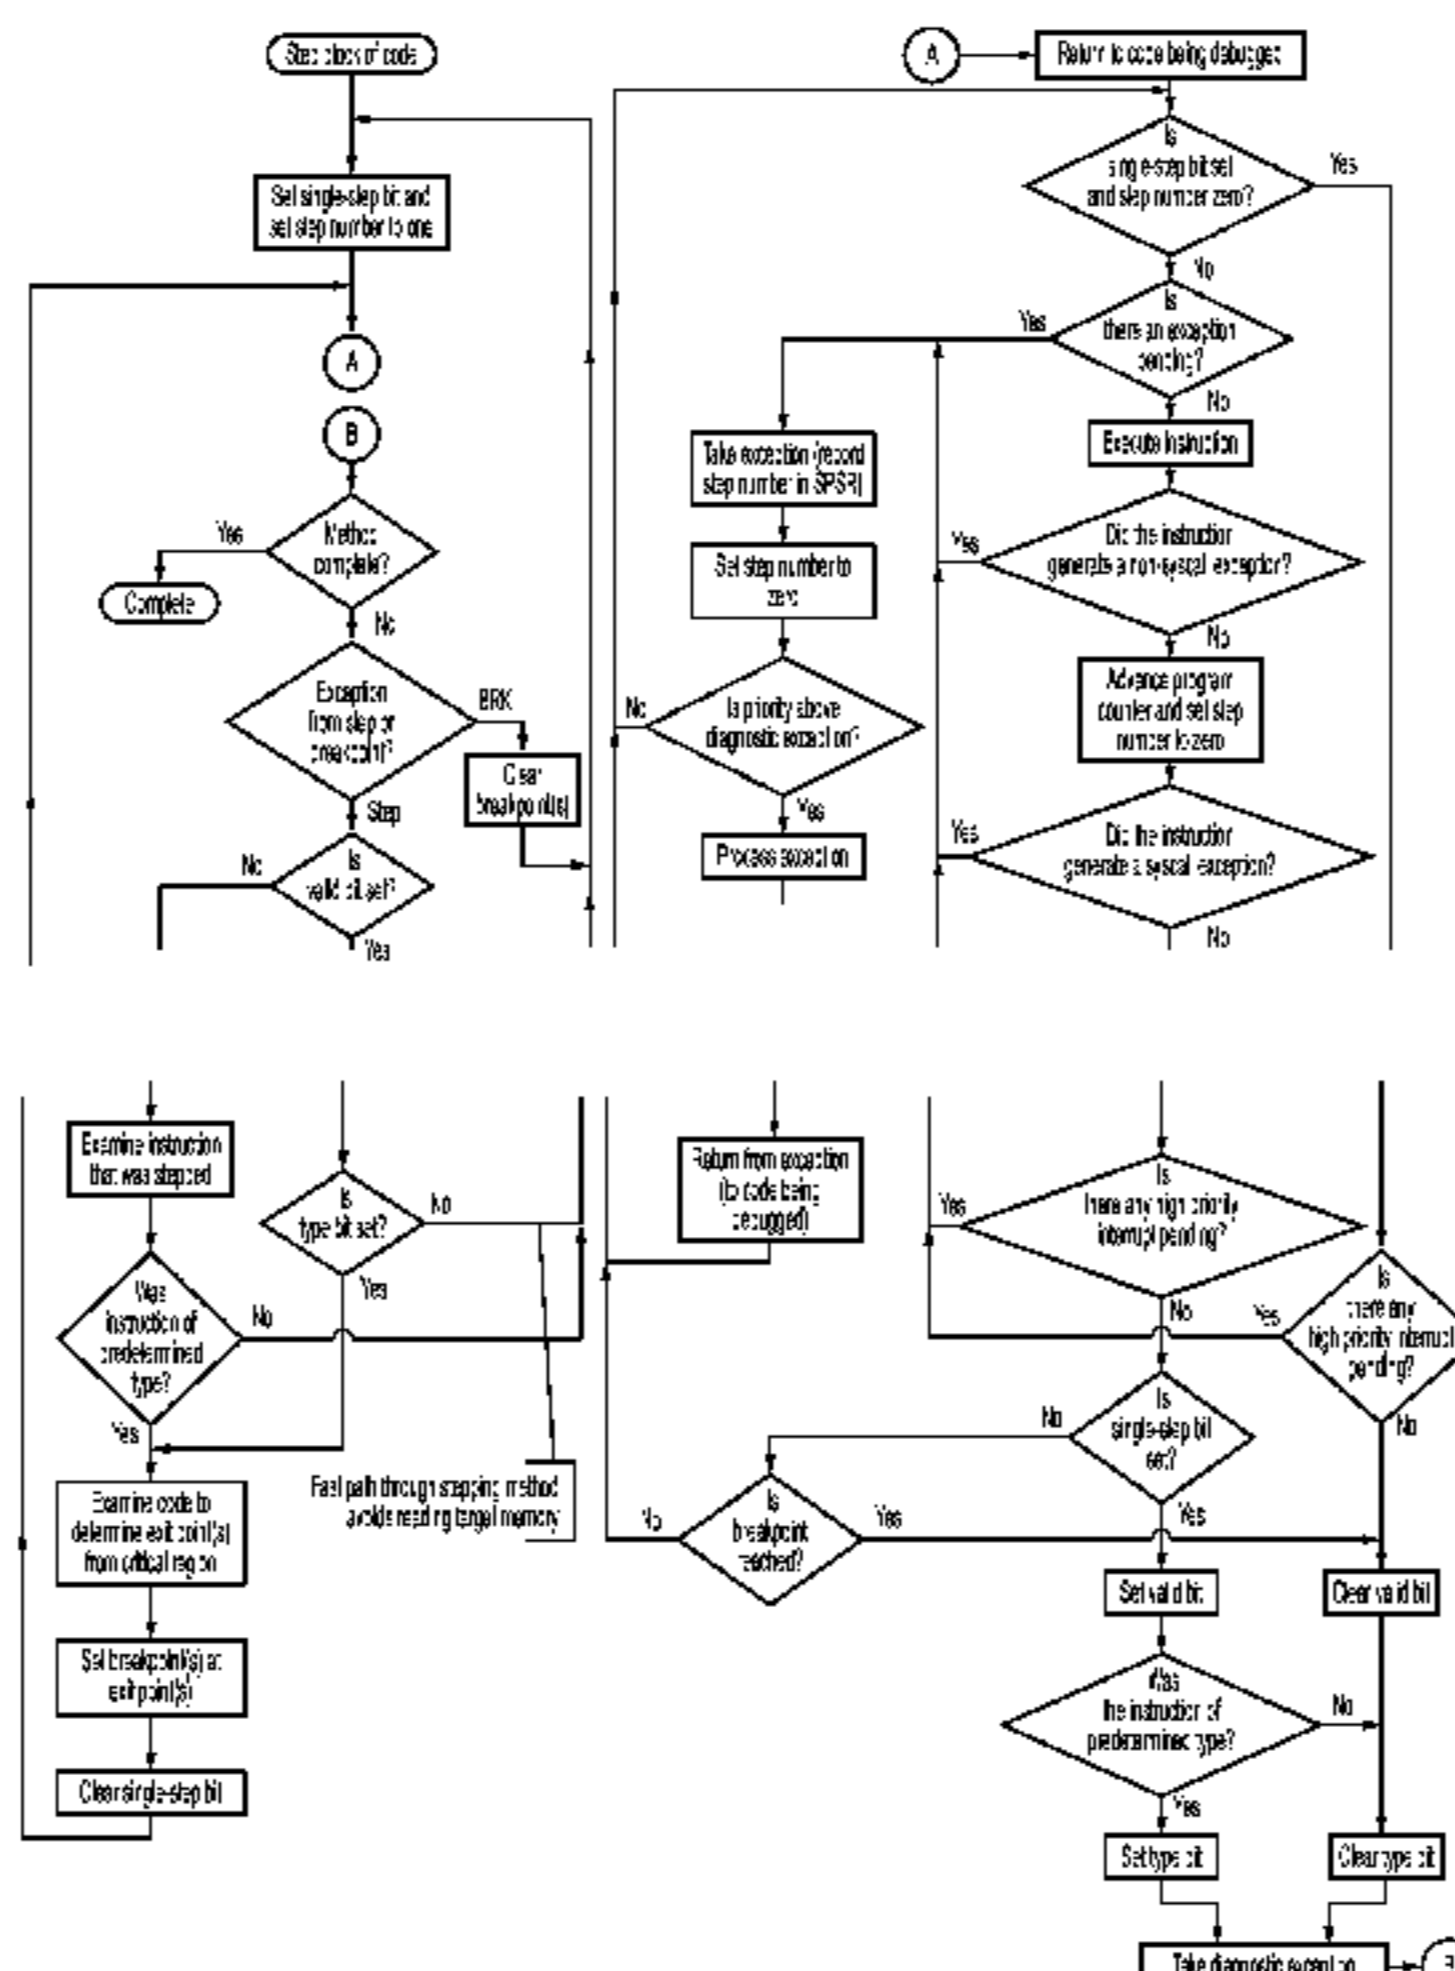 Step block of code
Set single-step bit and
set step number to one
A
B
Method
complete?
Yes
Complete
No
Exception
from step or
breakpoint?
BRK
Clear
breakpoint(s)
Step
Is
valid bit set?
No
Yes
A
Return to code being debugged
Is
single-step bit set
and step number zero?
Yes
No
Is
there an exception
pending?
Yes
No
Execute instruction
Take exception (record
step number in SPSR)
Set step number to
zero
Is priority above
diagnostic exception?
No
Yes
Process exception
Did the instruction
generate a non-syscall exception?
Yes
No
Advance program
counter and set step
number to zero
Did the instruction
generate a syscall exception?
Yes
No
Examine instruction
that was stepped
Was
instruction of
predetermined
type?
No
Yes
Is
type bit set?
No
Yes
Fast path through stepping method
avoids reading target memory
Examine code to
determine exit point(s)
from critical region
Set breakpoint(s) at
exit point(s)
Clear single-step bit
Return from exception
(to code being
debugged)
Is
there any high priority
interrupt pending?
Yes
No
Is
there any
high priority interrupt
pending?
Yes
No
Is
single-step bit
set?
No
Yes
Is
breakpoint
reached?
No
Yes
Set valid bit
Clear valid bit
Was
the instruction of
predetermined type?
No
Yes
Set type bit
Clear type bit
Take diagnostic exception